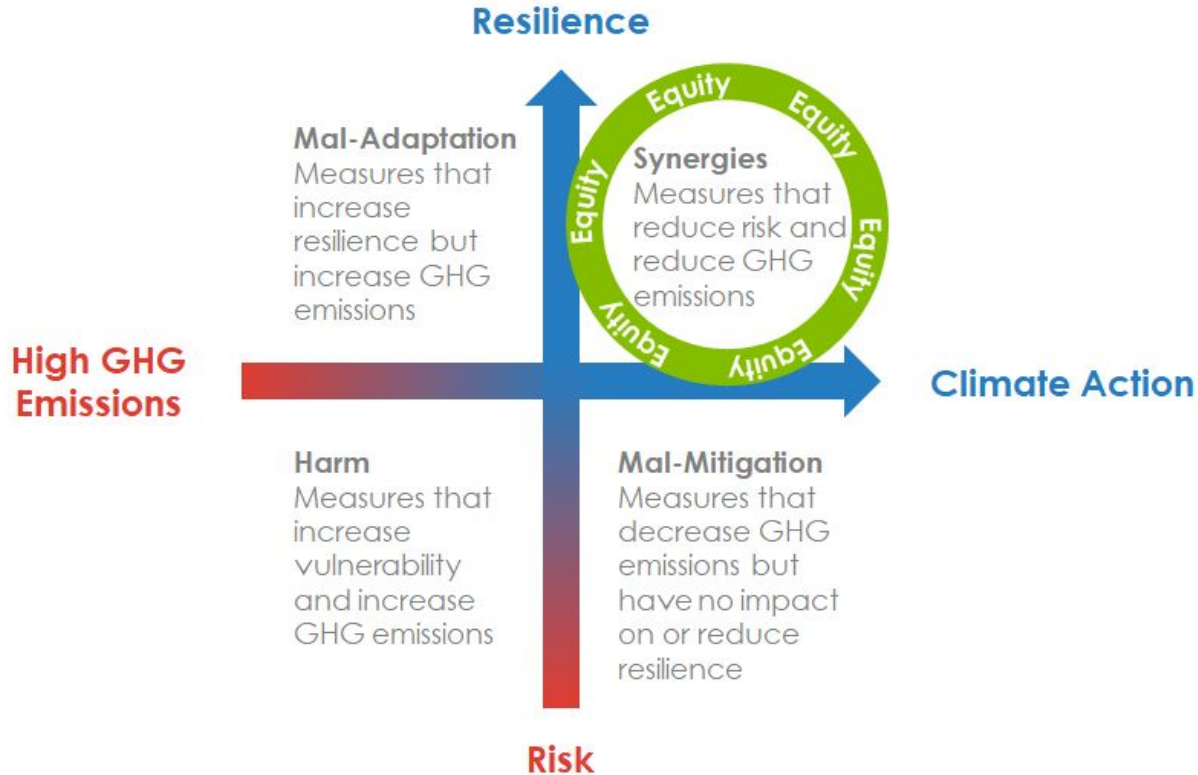 Resilience
Mal-Adaptation
Measures that
increase
resilience but
increase GHG
emissions
Equity
Equity
Equity
Equity
Equity
Equity
Synergies
Measures that
reduce risk and
reduce GHG
emissions
High GHG
Emissions
Climate Action
Harm
Measures that
increase
vulnerability
and increase
GHG emissions
Mal-Mitigation
Measures that
decrease GHG
emissions but
have no impact
on or reduce
resilience
Risk